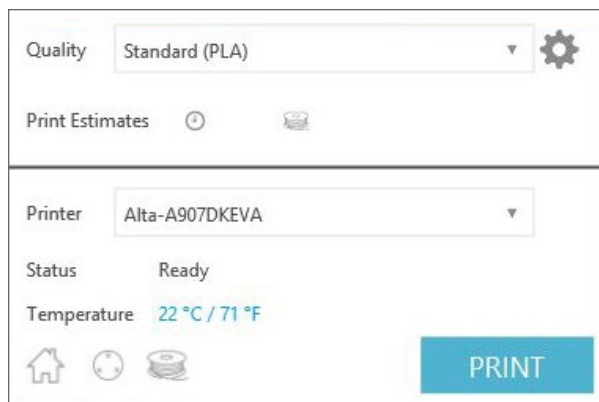 Quality Standard (PLA)
Print Estimates
Printer Alta-A907DKEVA
Status Ready
Temperature 22 °C / 71 °F
PRINT